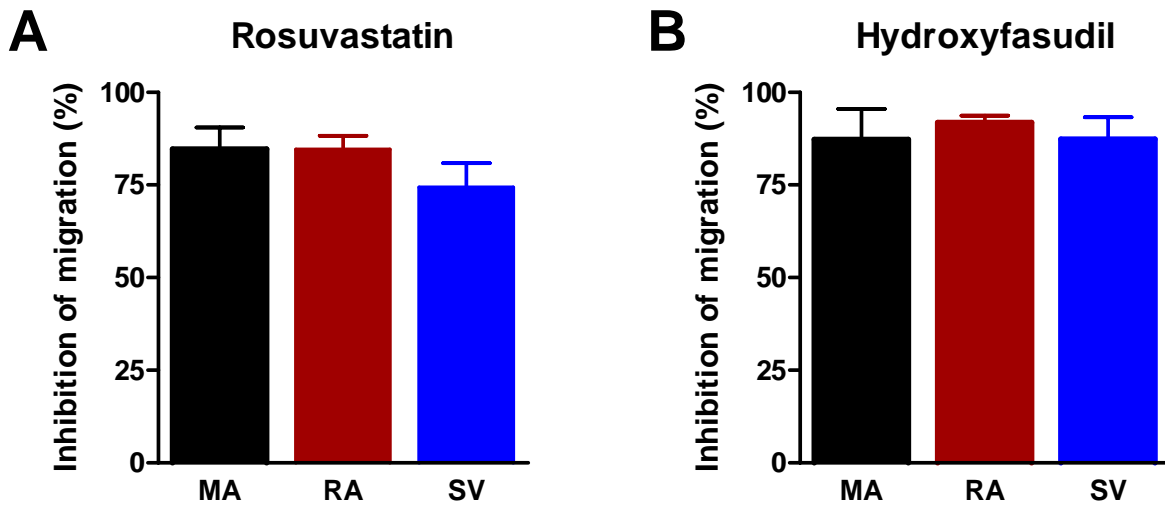 A
Rosuvastatin
Inhibition of migration (%)
100
75
50
25
0
MA RA SV
B
Hydroxyfasudil
Inhibition of migration (%)
100
75
50
25
0
MA RA SV